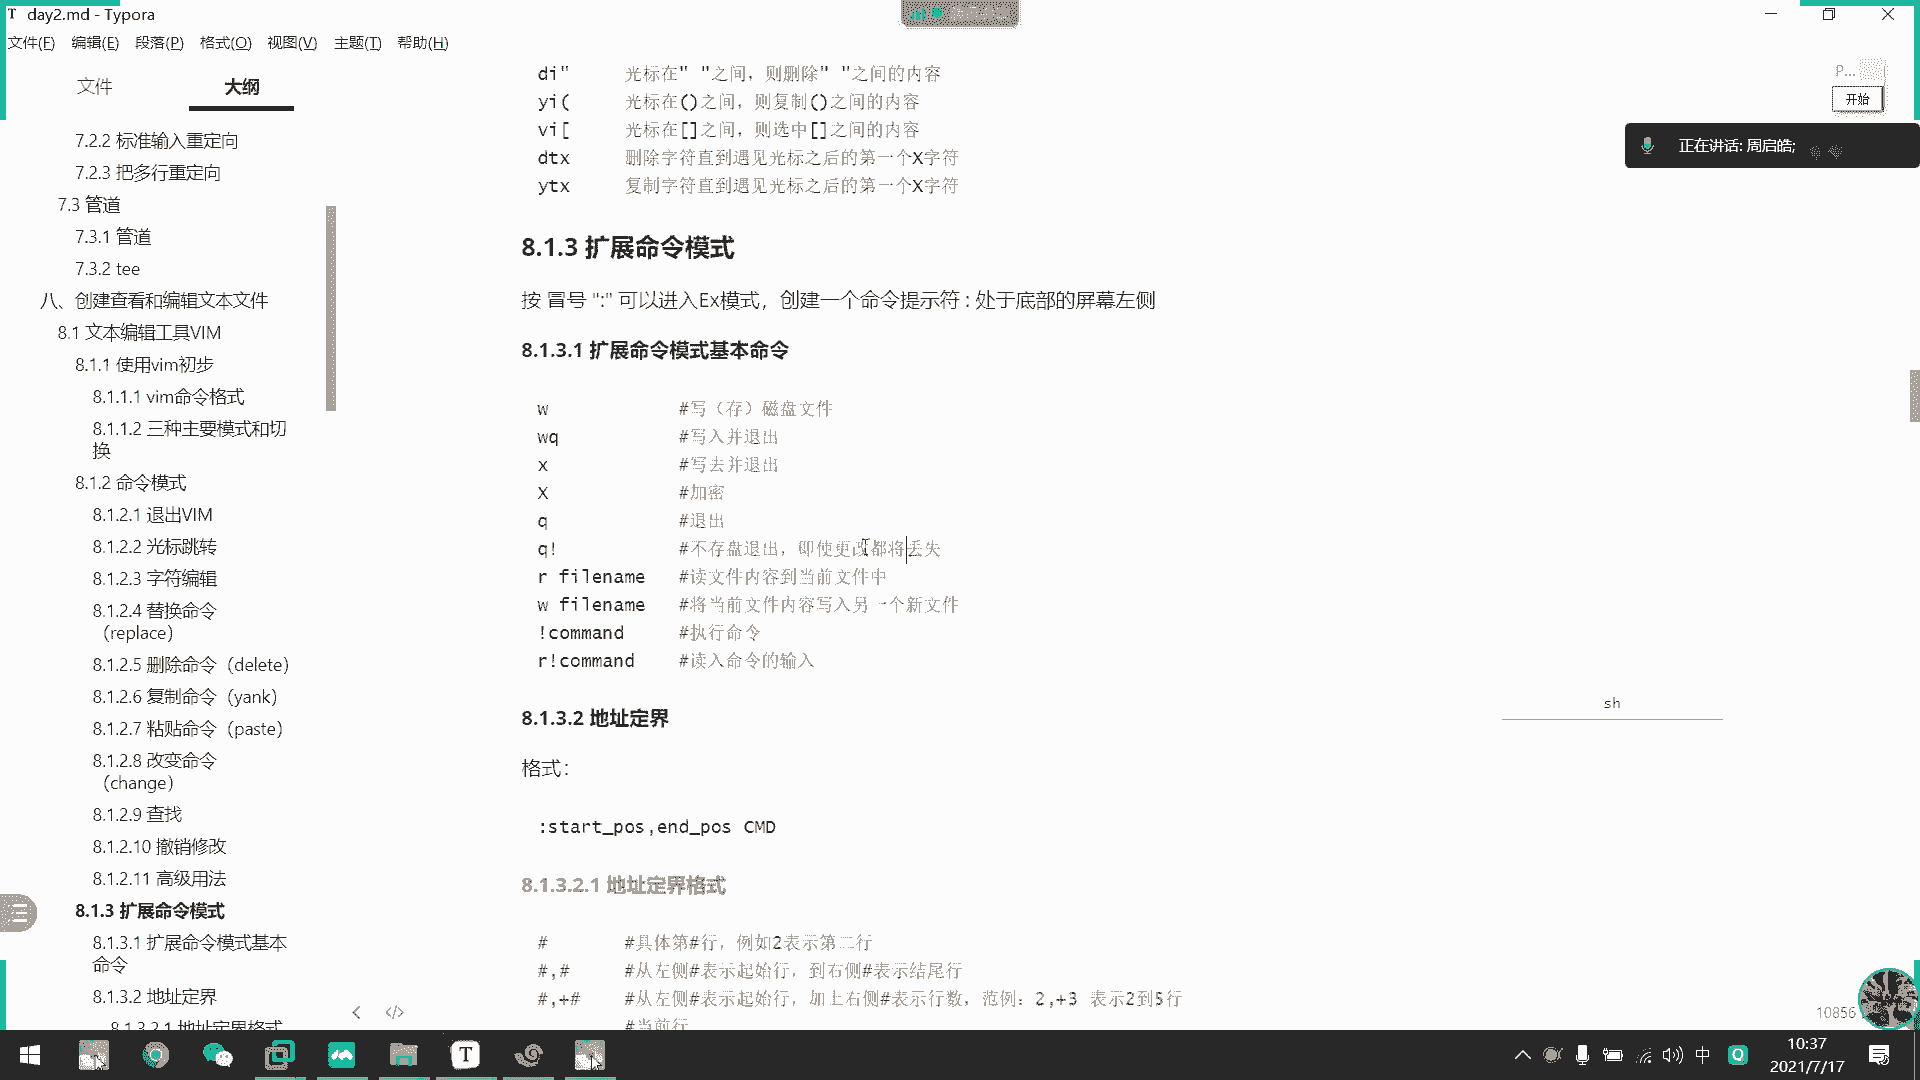 day2.md - Typora
文件(F) 编辑(E) 段落(P) 格式(O) 视图(V) 主题(T) 帮助(H)
文件 大纲
7.2.2 标准输入重定向
7.2.3 把多行重定向
7.3 管道
7.3.1 管道
7.3.2 tee
八、创建查看和编辑文本文件
8.1 文本编辑工具VIM
8.1.1 使用vim初步
8.1.1.1 vim命令格式
8.1.1.2 三种主要模式和切
换
8.1.2 命令模式
8.1.2.1 退出VIM
8.1.2.2 光标跳转
8.1.2.3 字符编辑
8.1.2.4 替换命令
（replace）
8.1.2.5 删除命令（delete）
8.1.2.6 复制命令（yank）
8.1.2.7 粘贴命令（paste）
8.1.2.8 改变命令
（change）
8.1.2.9 查找
8.1.2.10 撤销修改
8.1.2.11 高级用法
8.1.3 扩展命令模式
8.1.3.1 扩展命令模式基本
命令
8.1.3.2 地址定界
8.1.3.2.1 地址定界格式
di" 光标在" "之间，则删除" "之间的内容
yi( 光标在()之间，则复制()之间的内容
vi[ 光标在[]之间，则选中[]之间的内容
dtx 删除字符直到遇见光标之后的第一个X字符
ytx 复制字符直到遇见光标之后的第一个X字符
8.1.3 扩展命令模式
按 冒号 ":" 可以进入Ex模式，创建一个命令提示符 : 处于底部的屏幕左侧
8.1.3.1 扩展命令模式基本命令
w #写（存）磁盘文件
wq #写入并退出
x #写去并退出
X #加密
q #退出
q! #不存盘退出，即使更改都将丢失
r filename #读文件内容到当前文件中
w filename #将当前文件内容写入另一个新文件
!command #执行命令
r!command #读入命令的输入
8.1.3.2 地址定界
格式：
:start_pos,end_pos CMD
8.1.3.2.1 地址定界格式
# #具体第#行，例如2表示第二行
#,# #从左侧#表示起始行，到右侧#表示结尾行
#,+# #从左侧#表示起始行，加上右侧#表示行数，范例：2,+3 表示2到5行
#当前行
sh
P...
开始
正在讲话: 周启皓;
10856
中
10:37
2021/7/17